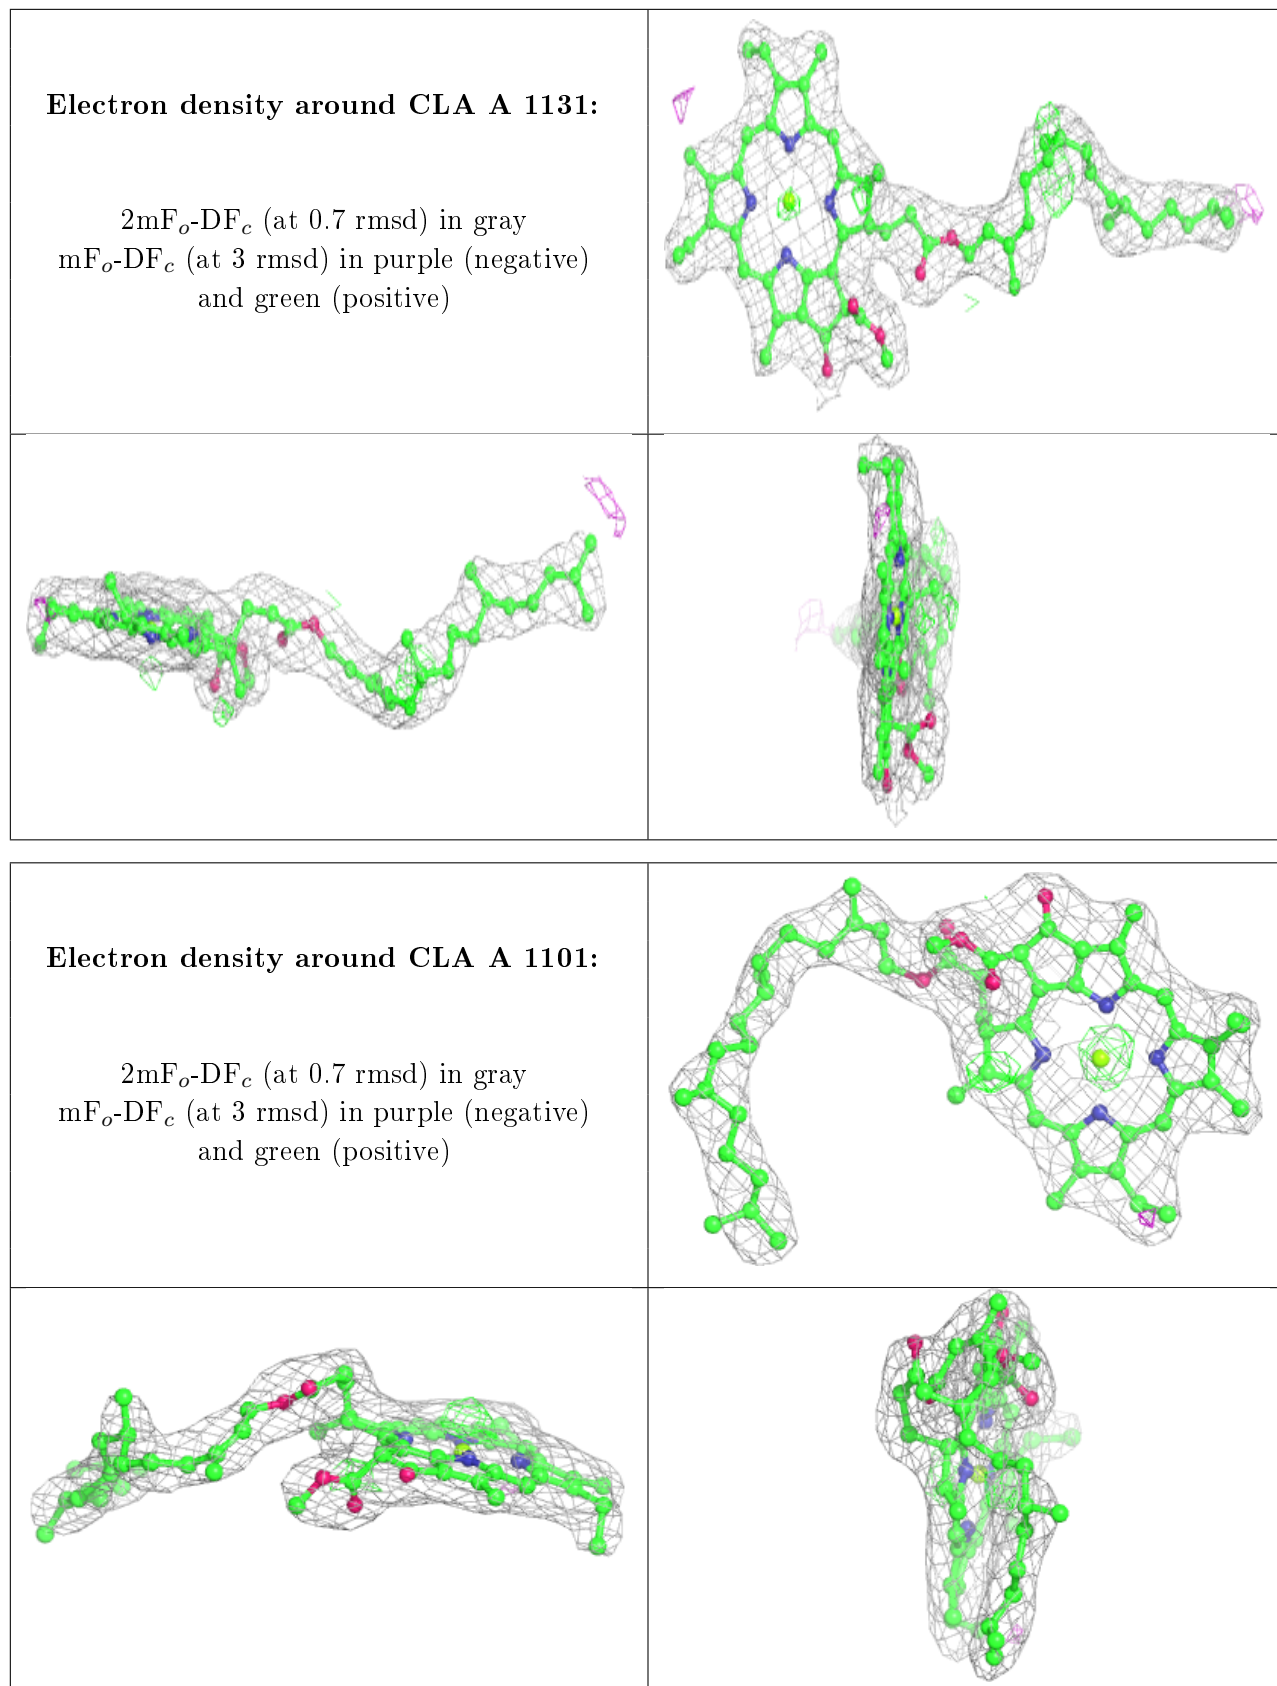 Electron density around CLA A 1131:
2mFo-DFc (at 0.7 rmsd) in gray
mFo-DFc (at 3 rmsd) in purple (negative)
and green (positive)
Electron density around CLA A 1101:
2mFo-DFc (at 0.7 rmsd) in gray
mFo-DFc (at 3 rmsd) in purple (negative)
and green (positive)